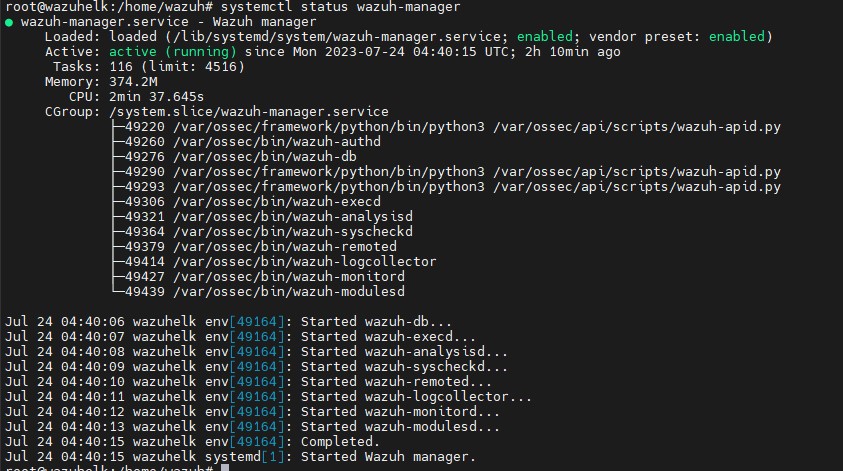 root@wazuhelk:/home/wazuh# systemctl status wazuh-manager
● wazuh-manager.service - Wazuh manager
     Loaded: loaded (/lib/systemd/system/wazuh-manager.service; enabled; vendor preset: enabled)
     Active: active (running) since Mon 2023-07-24 04:40:15 UTC; 2h 10min ago
      Tasks: 116 (limit: 4516)
     Memory: 374.2M
        CPU: 2min 37.645s
     CGroup: /system.slice/wazuh-manager.service
             ├─49220 /var/ossec/framework/python/bin/python3 /var/ossec/api/scripts/wazuh-apid.py
             ├─49260 /var/ossec/bin/wazuh-authd
             ├─49276 /var/ossec/bin/wazuh-db
             ├─49290 /var/ossec/framework/python/bin/python3 /var/ossec/api/scripts/wazuh-apid.py
             ├─49293 /var/ossec/framework/python/bin/python3 /var/ossec/api/scripts/wazuh-apid.py
             ├─49306 /var/ossec/bin/wazuh-execd
             ├─49321 /var/ossec/bin/wazuh-analysisd
             ├─49364 /var/ossec/bin/wazuh-syscheckd
             ├─49379 /var/ossec/bin/wazuh-remoted
             ├─49414 /var/ossec/bin/wazuh-logcollector
             ├─49427 /var/ossec/bin/wazuh-monitord
             └─49439 /var/ossec/bin/wazuh-modulesd
Jul 24 04:40:06 wazuhelk env[49164]: Started wazuh-db...
Jul 24 04:40:07 wazuhelk env[49164]: Started wazuh-execd...
Jul 24 04:40:08 wazuhelk env[49164]: Started wazuh-analysisd...
Jul 24 04:40:09 wazuhelk env[49164]: Started wazuh-syscheckd...
Jul 24 04:40:10 wazuhelk env[49164]: Started wazuh-remoted...
Jul 24 04:40:11 wazuhelk env[49164]: Started wazuh-logcollector...
Jul 24 04:40:12 wazuhelk env[49164]: Started wazuh-monitord...
Jul 24 04:40:13 wazuhelk env[49164]: Started wazuh-modulesd...
Jul 24 04:40:15 wazuhelk env[49164]: Completed.
Jul 24 04:40:15 wazuhelk systemd[1]: Started Wazuh manager.
root@wazuhelk:/home/wazuh#